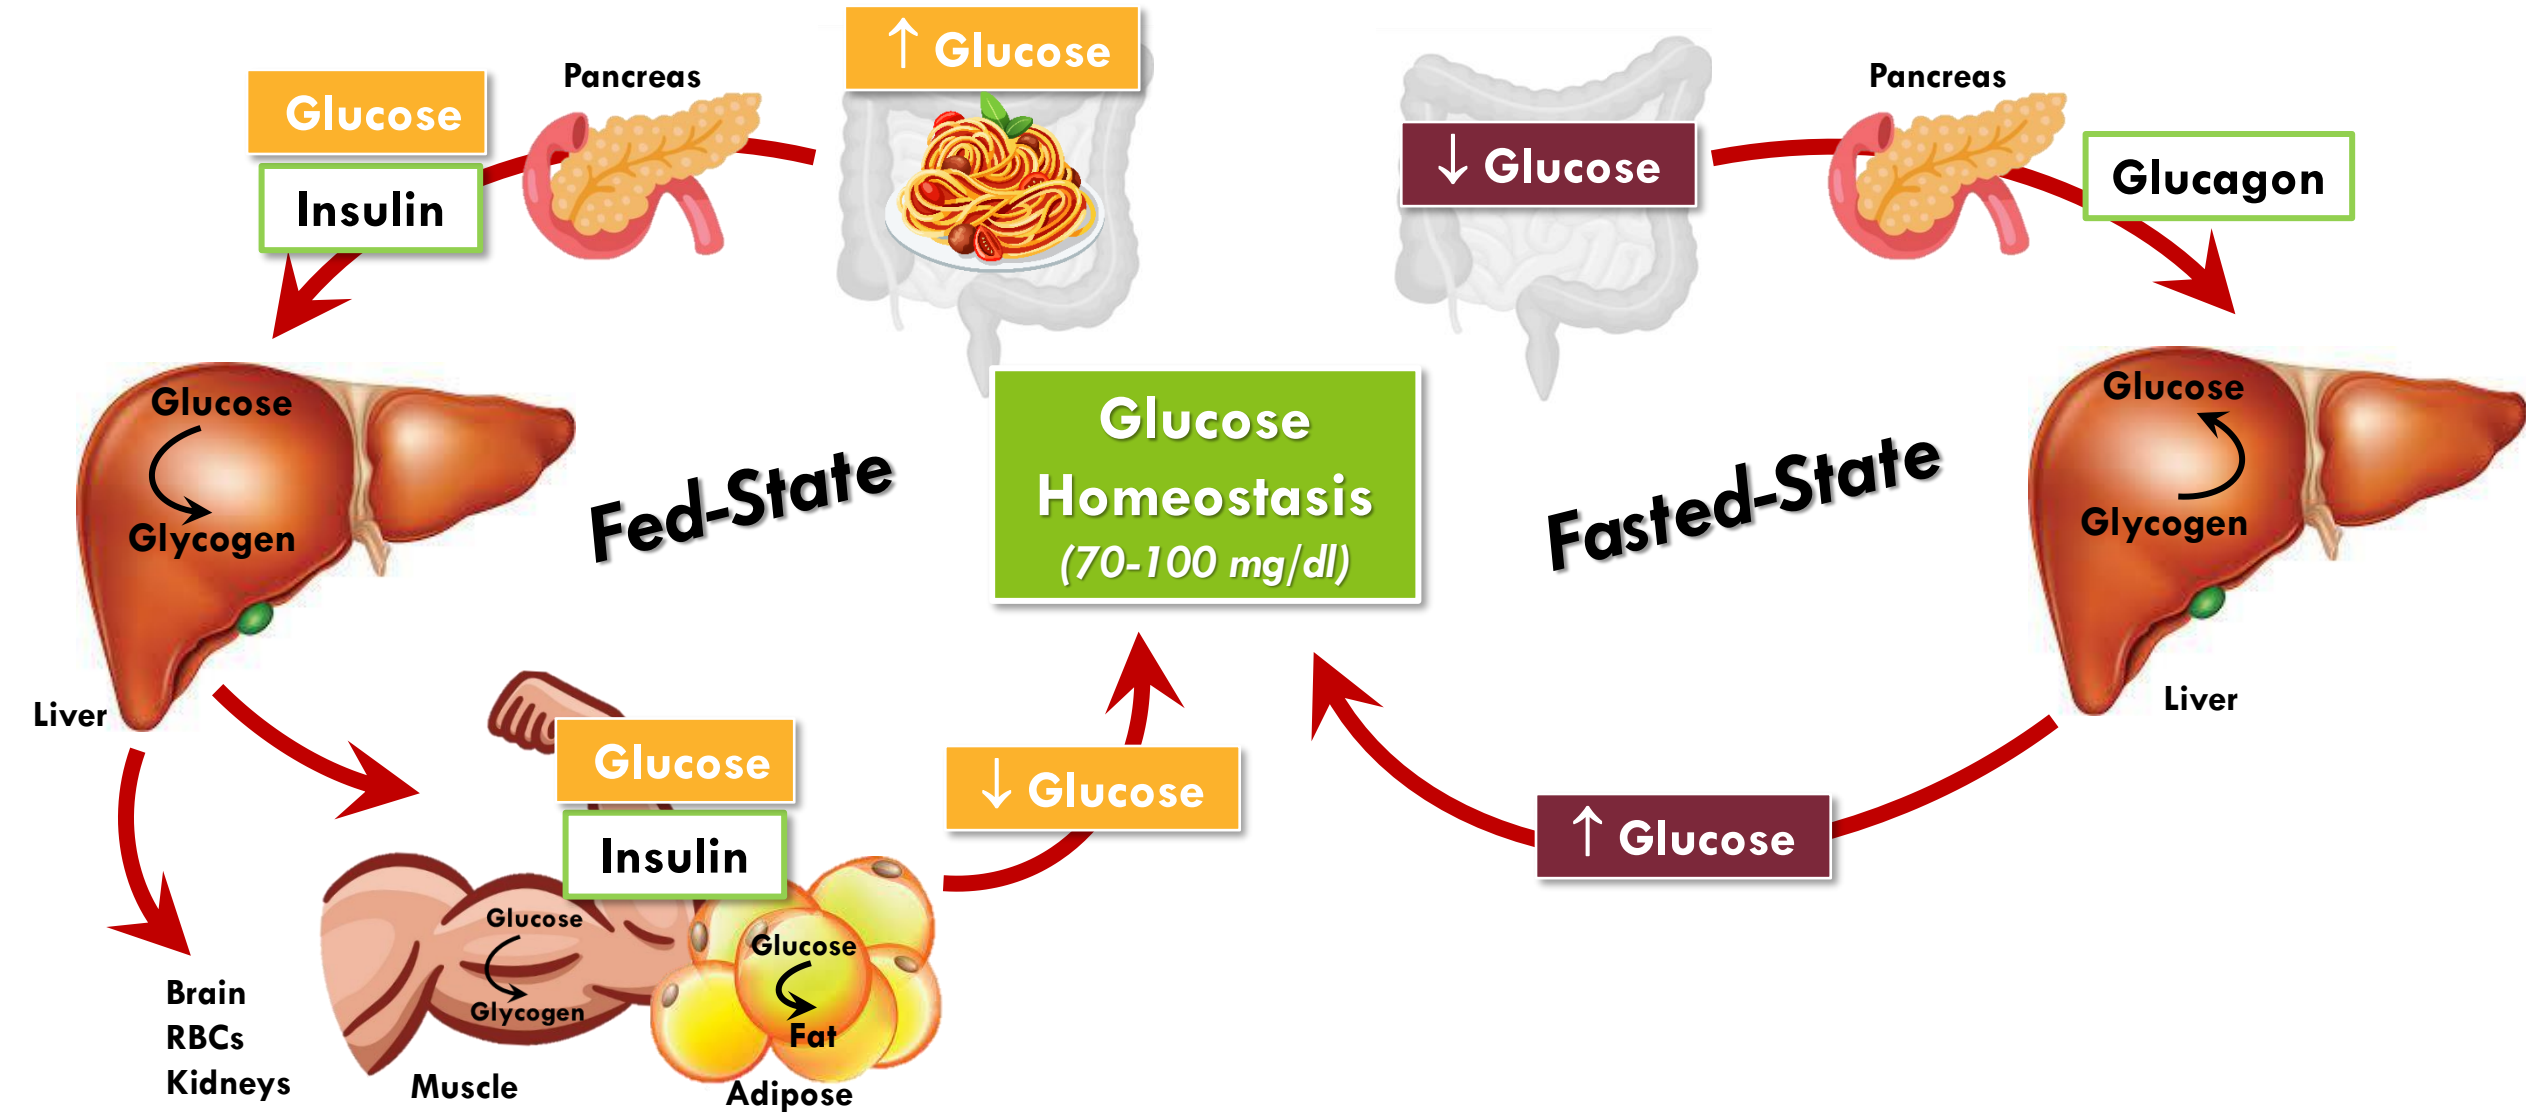 ↑ Glucose
Pancreas
Glucose
Insulin
Glucose
Glycogen
Liver
Fed-State
Brain
RBCs
Kidneys
Glucose
Insulin
Glucose
Glycogen
Muscle
Glucose
Fat
Adipose
↓ Glucose
Glucose
Homeostasis
(70-100 mg/dl)
↓ Glucose
Pancreas
Glucagon
Fasted-State
Glucose
Glycogen
Liver
↑ Glucose